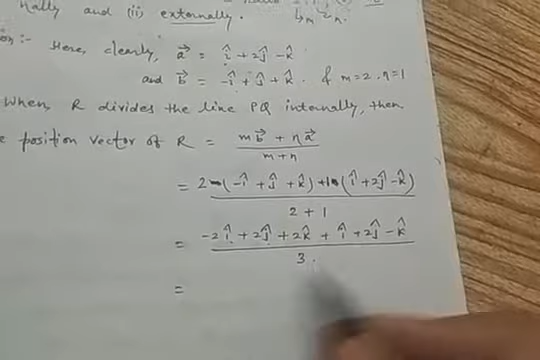 nally and (ii) externally.
on :- Here, clearly, a⃗ = î + 2ĵ - k̂
and b⃗ = -î + ĵ + k̂. & m = 2, n = 1
When, R divides the line PQ internally, then
e position vector of R = (m b⃗ + n a⃗) / (m + n)
= (2 (-î + ĵ + k̂) + 1 (î + 2ĵ - k̂)) / (2 + 1)
= (-2î + 2ĵ + 2k̂ + î + 2ĵ - k̂) / 3
=